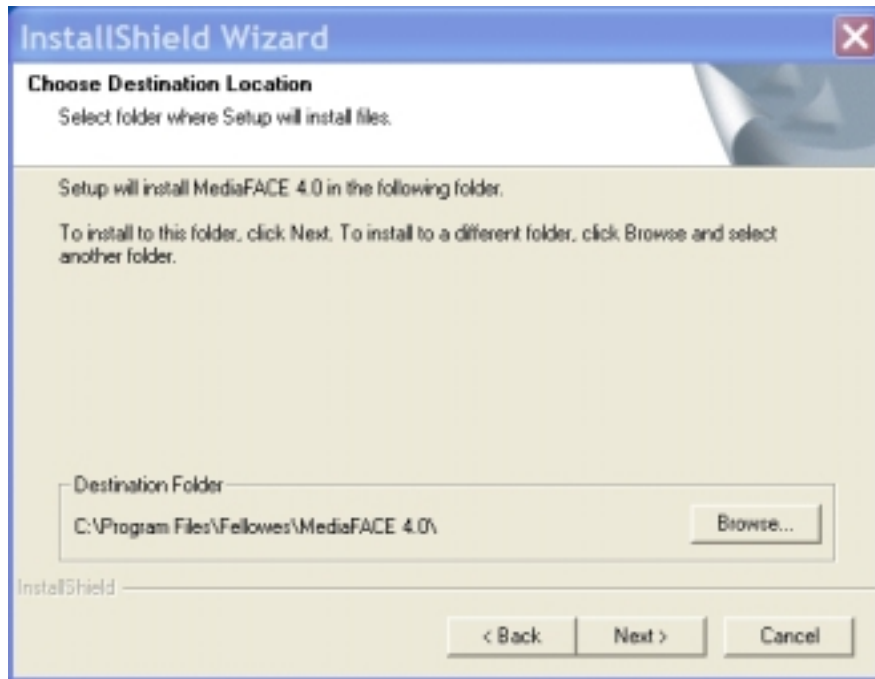 InstallShield Wizard
Choose Destination Location
Select folder where Setup will install files.
Setup will install MediaFACE 4.0 in the following folder.
To install to this folder, click Next. To install to a different folder, click Browse and select
another folder.
Destination Folder
C:\Program Files\Fellowes\MediaFACE 4.0\
Browse...
InstallShield
< Back
Next >
Cancel